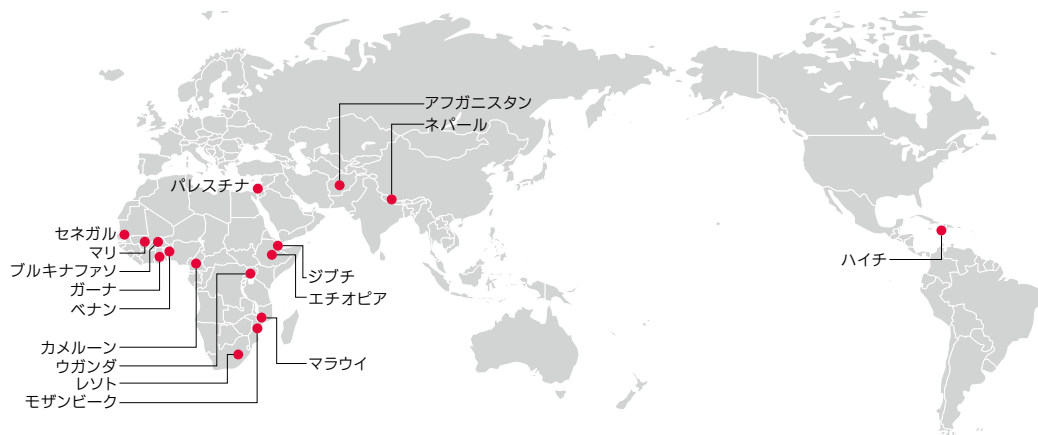 アフガニスタン
ネパール
パレスチナ
セネガル
マリ
ブルキナファソ
ガーナ
ベナン
ジブチ
エチオピア
ハイチ
カメルーン
ウガンダ
レソト
モザンビーク
マラウイ